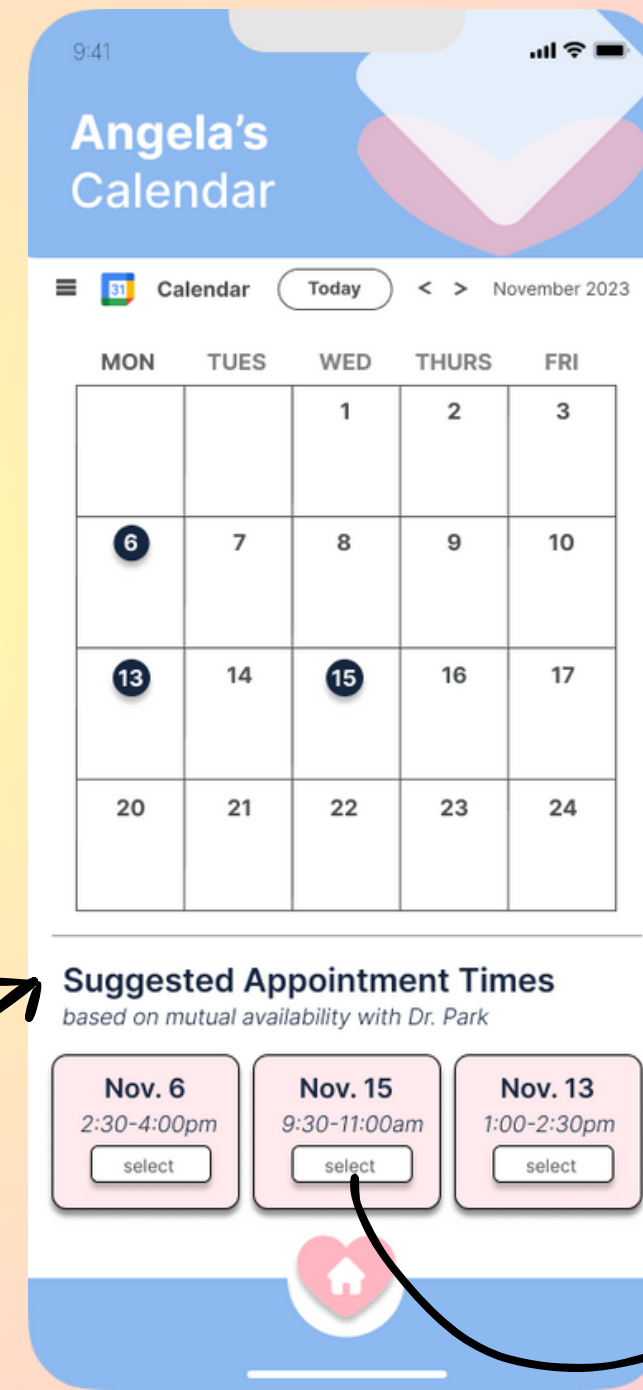 9:41
Angela's
Calendar
31 Calendar Today < > November 2023
MON TUES WED THURS FRI
1 2 3
6 7 8 9 10
13 14 15 16 17
20 21 22 23 24
Suggested Appointment Times
based on mutual availability with Dr. Park
Nov. 6 Nov. 15 Nov. 13
2:30-4:00pm 9:30-11:00am 1:00-2:30pm
select select select